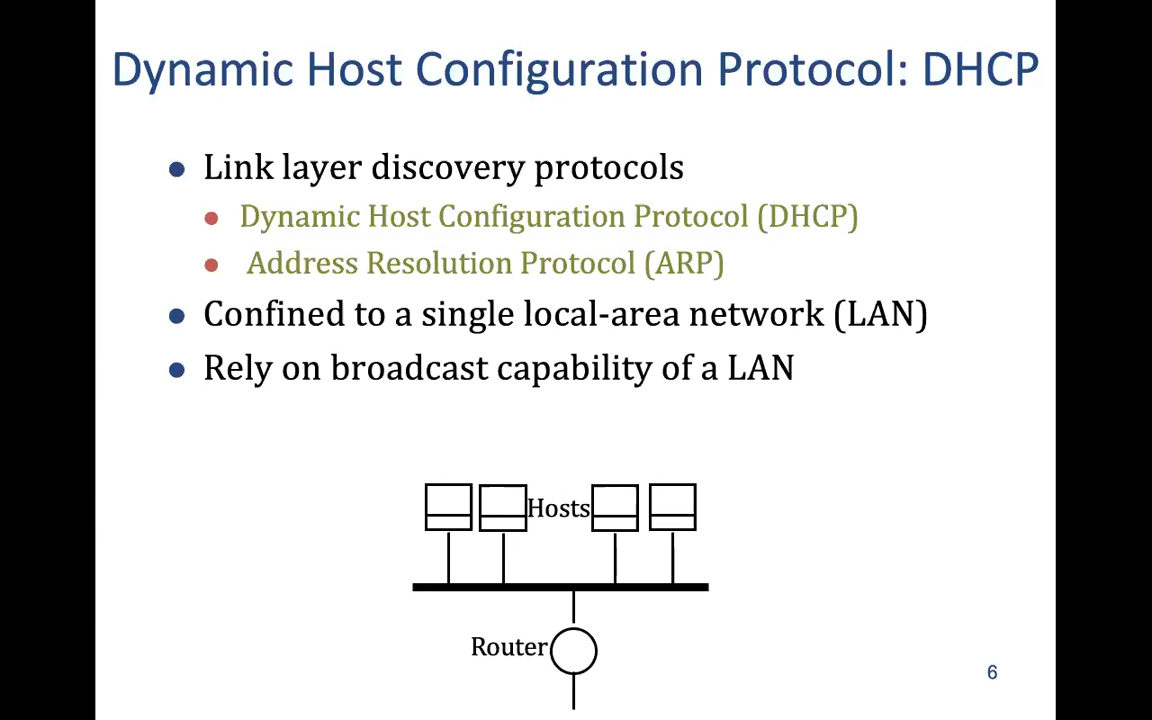 Dynamic Host Configuration Protocol: DHCP
● Link layer discovery protocols
● Dynamic Host Configuration Protocol (DHCP)
● Address Resolution Protocol (ARP)
● Confined to a single local-area network (LAN)
● Rely on broadcast capability of a LAN
Hosts
Router
6